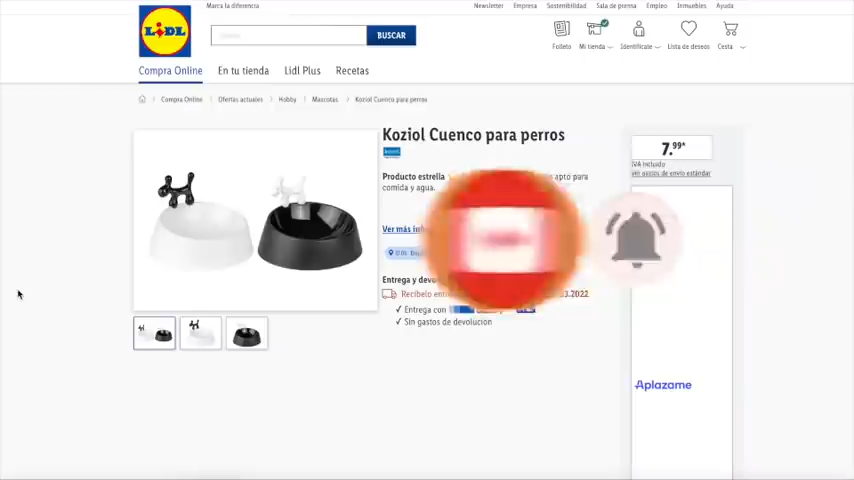 Marca la diferencia
Newsletter Empresa Sostenibilidad Sala de prensa Empleo Inmuebles Ayuda
LIDL
BUSCAR
Folleto Mi tienda Identifícate Lista de deseos Cesta
Compra Online En tu tienda Lidl Plus Recetas
Compra Online Ofertas actuales Hobby Mascotas Koziol Cuenco para perros
Koziol Cuenco para perros
7.99*
IVA incluido
Ver gastos de envío estándar
Producto estrella
apto para
comida y agua.
Ver más
Entrega y
Recíbelo
.2022
Entrega con
Sin gastos de devolución
Aplazame